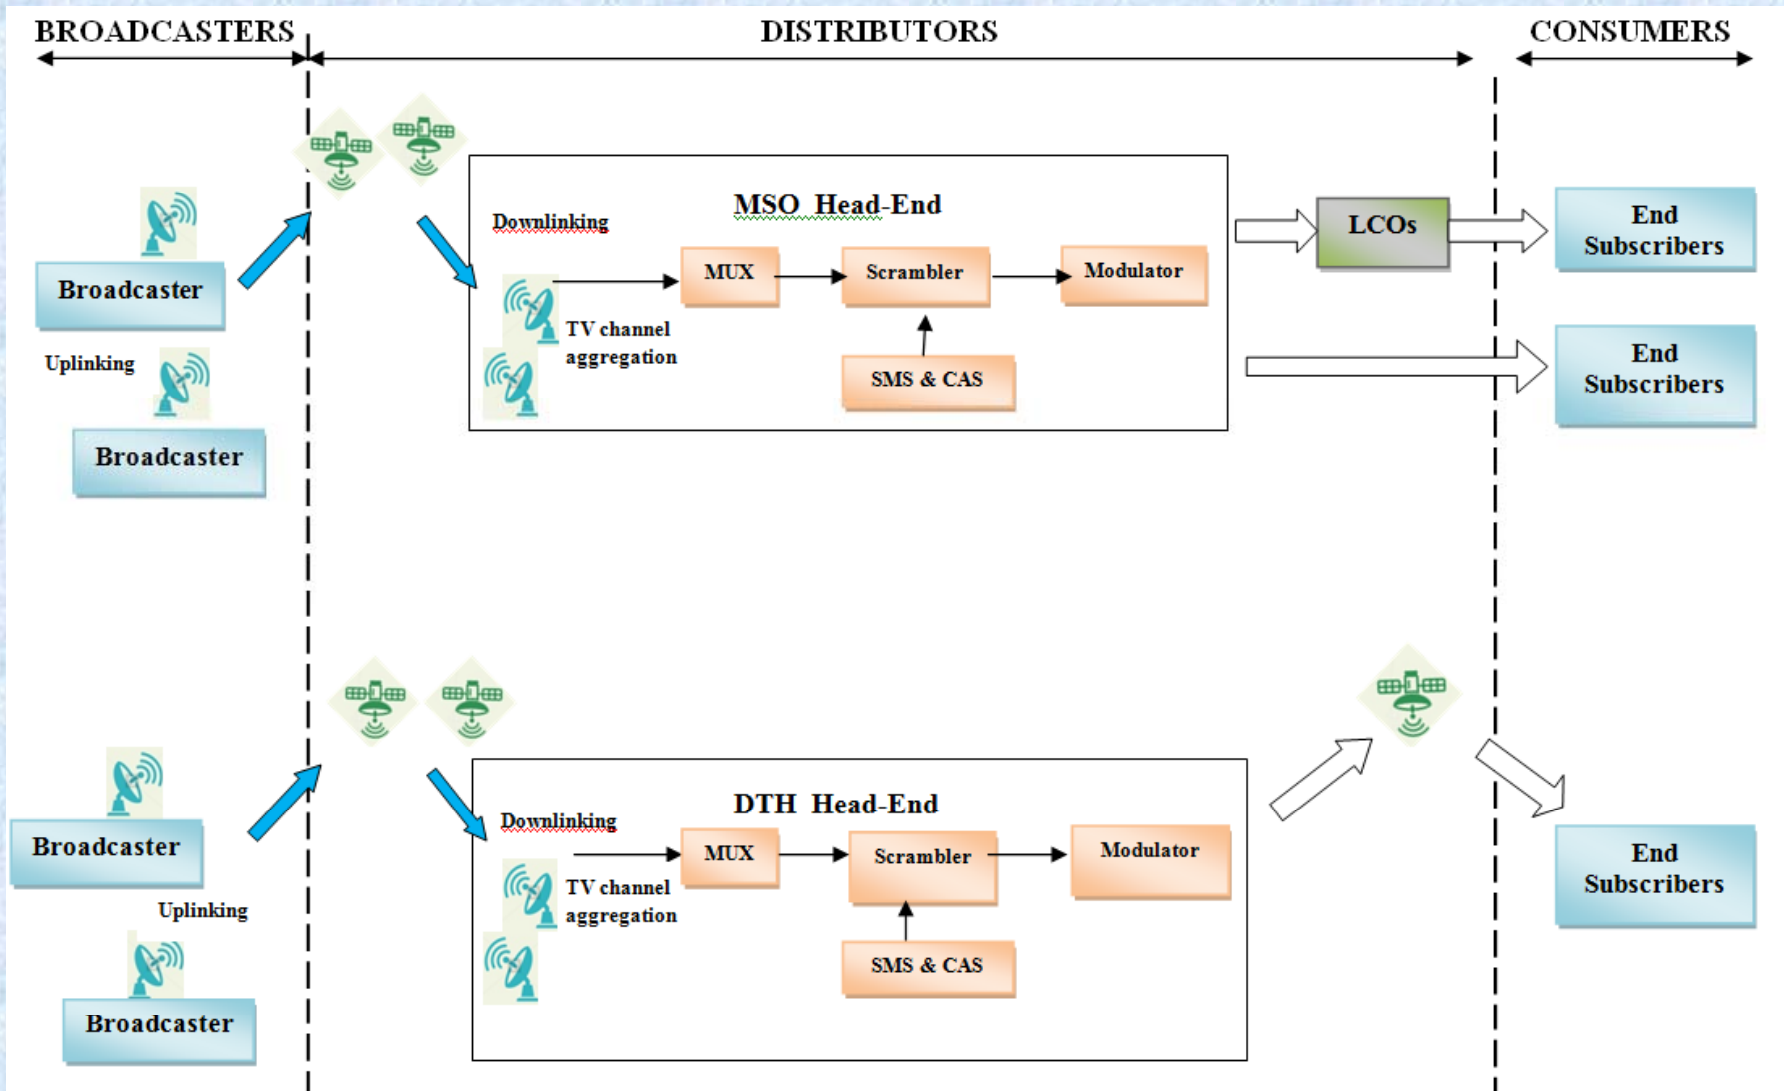 BROADCASTERS
DISTRIBUTORS
CONSUMERS
MSO Head-End
Downlinking
LCOs
End
Subscribers
Broadcaster
MUX
Scrambler
Modulator
TV channel
aggregation
Uplinking
SMS & CAS
End
Subscribers
Broadcaster
DTH Head-End
Downlinking
Broadcaster
MUX
Scrambler
Modulator
End
Subscribers
TV channel
aggregation
Uplinking
SMS & CAS
Broadcaster